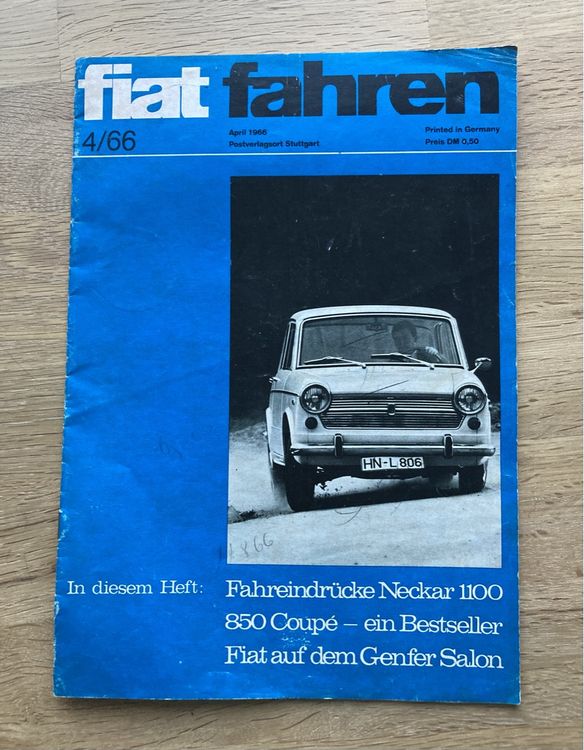 fiat fahren
4/66
April 1966
Postverlagsort Stuttgart
Printed in Germany
Preis DM 0,50
HN-L 806
In diesem Heft: Fahreindrücke Neckar 1100
850 Coupé – ein Bestseller
Fiat auf dem Genfer Salon